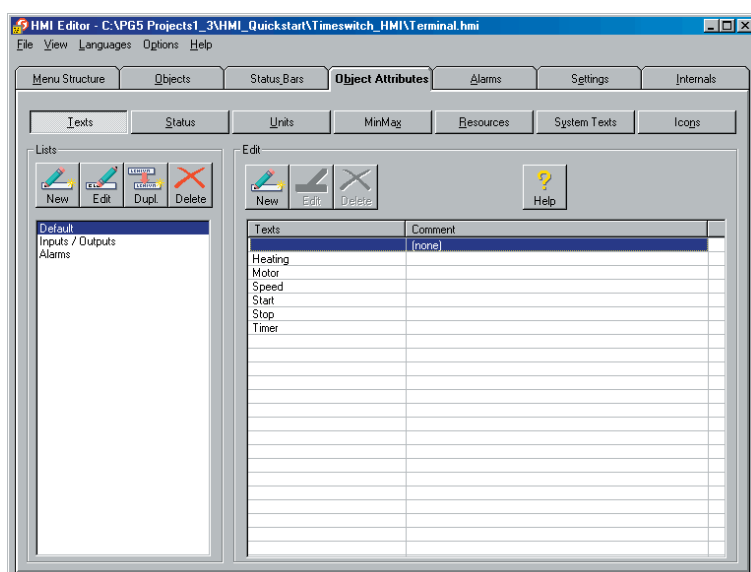 HMI Editor - C:\PG5 Projects1_3\HMI_Quickstart\Timeswitch_HMI\Terminal.hmi
File View Languages Options Help
Menu Structure Objects Status Bars Object Attributes Alarms Settings Internals
Texts Status Units MinMax Resources System Texts Icons
Lists Edit
New Edit Dupl. Delete New Edit Delete Help
Default Texts Comment
(none)
Inputs / Outputs
Alarms Heating
Motor
Speed
Start
Stop
Timer